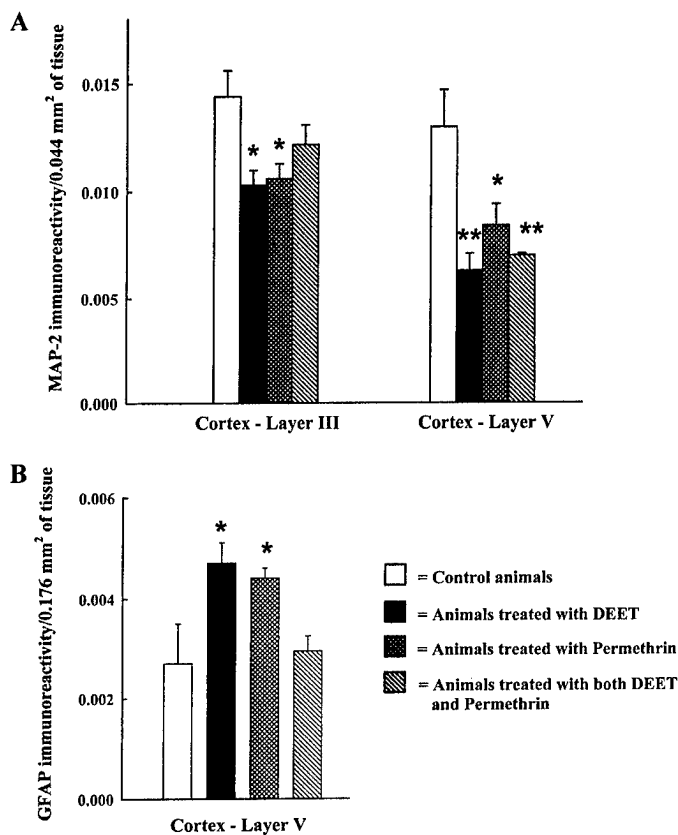 A
MAP-2 immunoreactivity/0.044 mm² of tissue
0.015
0.010
0.005
0.000
* *
** * **
Cortex - Layer III
Cortex - Layer V
B
GFAP immunoreactivity/0.176 mm² of tissue
0.006
0.004
0.002
0.000
* *
Cortex - Layer V
= Control animals
= Animals treated with DEET
= Animals treated with Permethrin
= Animals treated with both DEET
and Permethrin